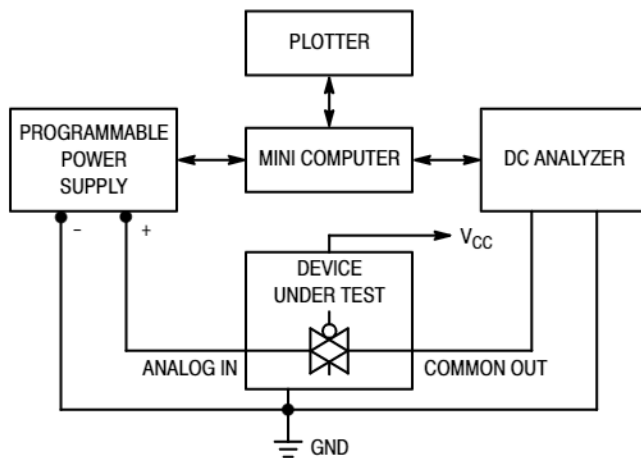 PLOTTER
PROGRAMMABLE
POWER
SUPPLY
MINI COMPUTER
DC ANALYZER
−
+
VCC
DEVICE
UNDER TEST
ANALOG IN
COMMON OUT
GND